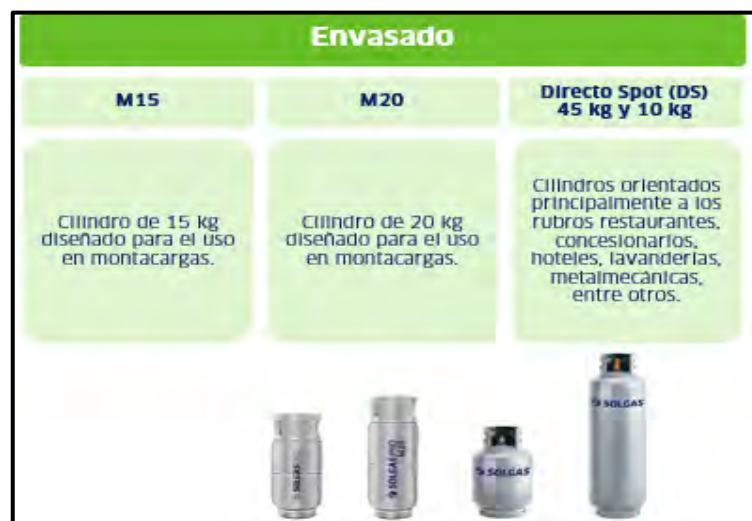 Envasado
M15
M20
Directo Spot (DS)
45 kg y 10 kg
Cilindro de 15 kg
diseñado para el uso
en montacargas.
Cilindro de 20 kg
diseñado para el uso
en montacargas.
Cilindros orientados
principalmente a los
rubros restaurantes,
concesionarios,
hoteles, lavanderías,
metalmecánicas,
entre otros.
SOLGAS
SOLGAS
SOLGAS
SOLGAS